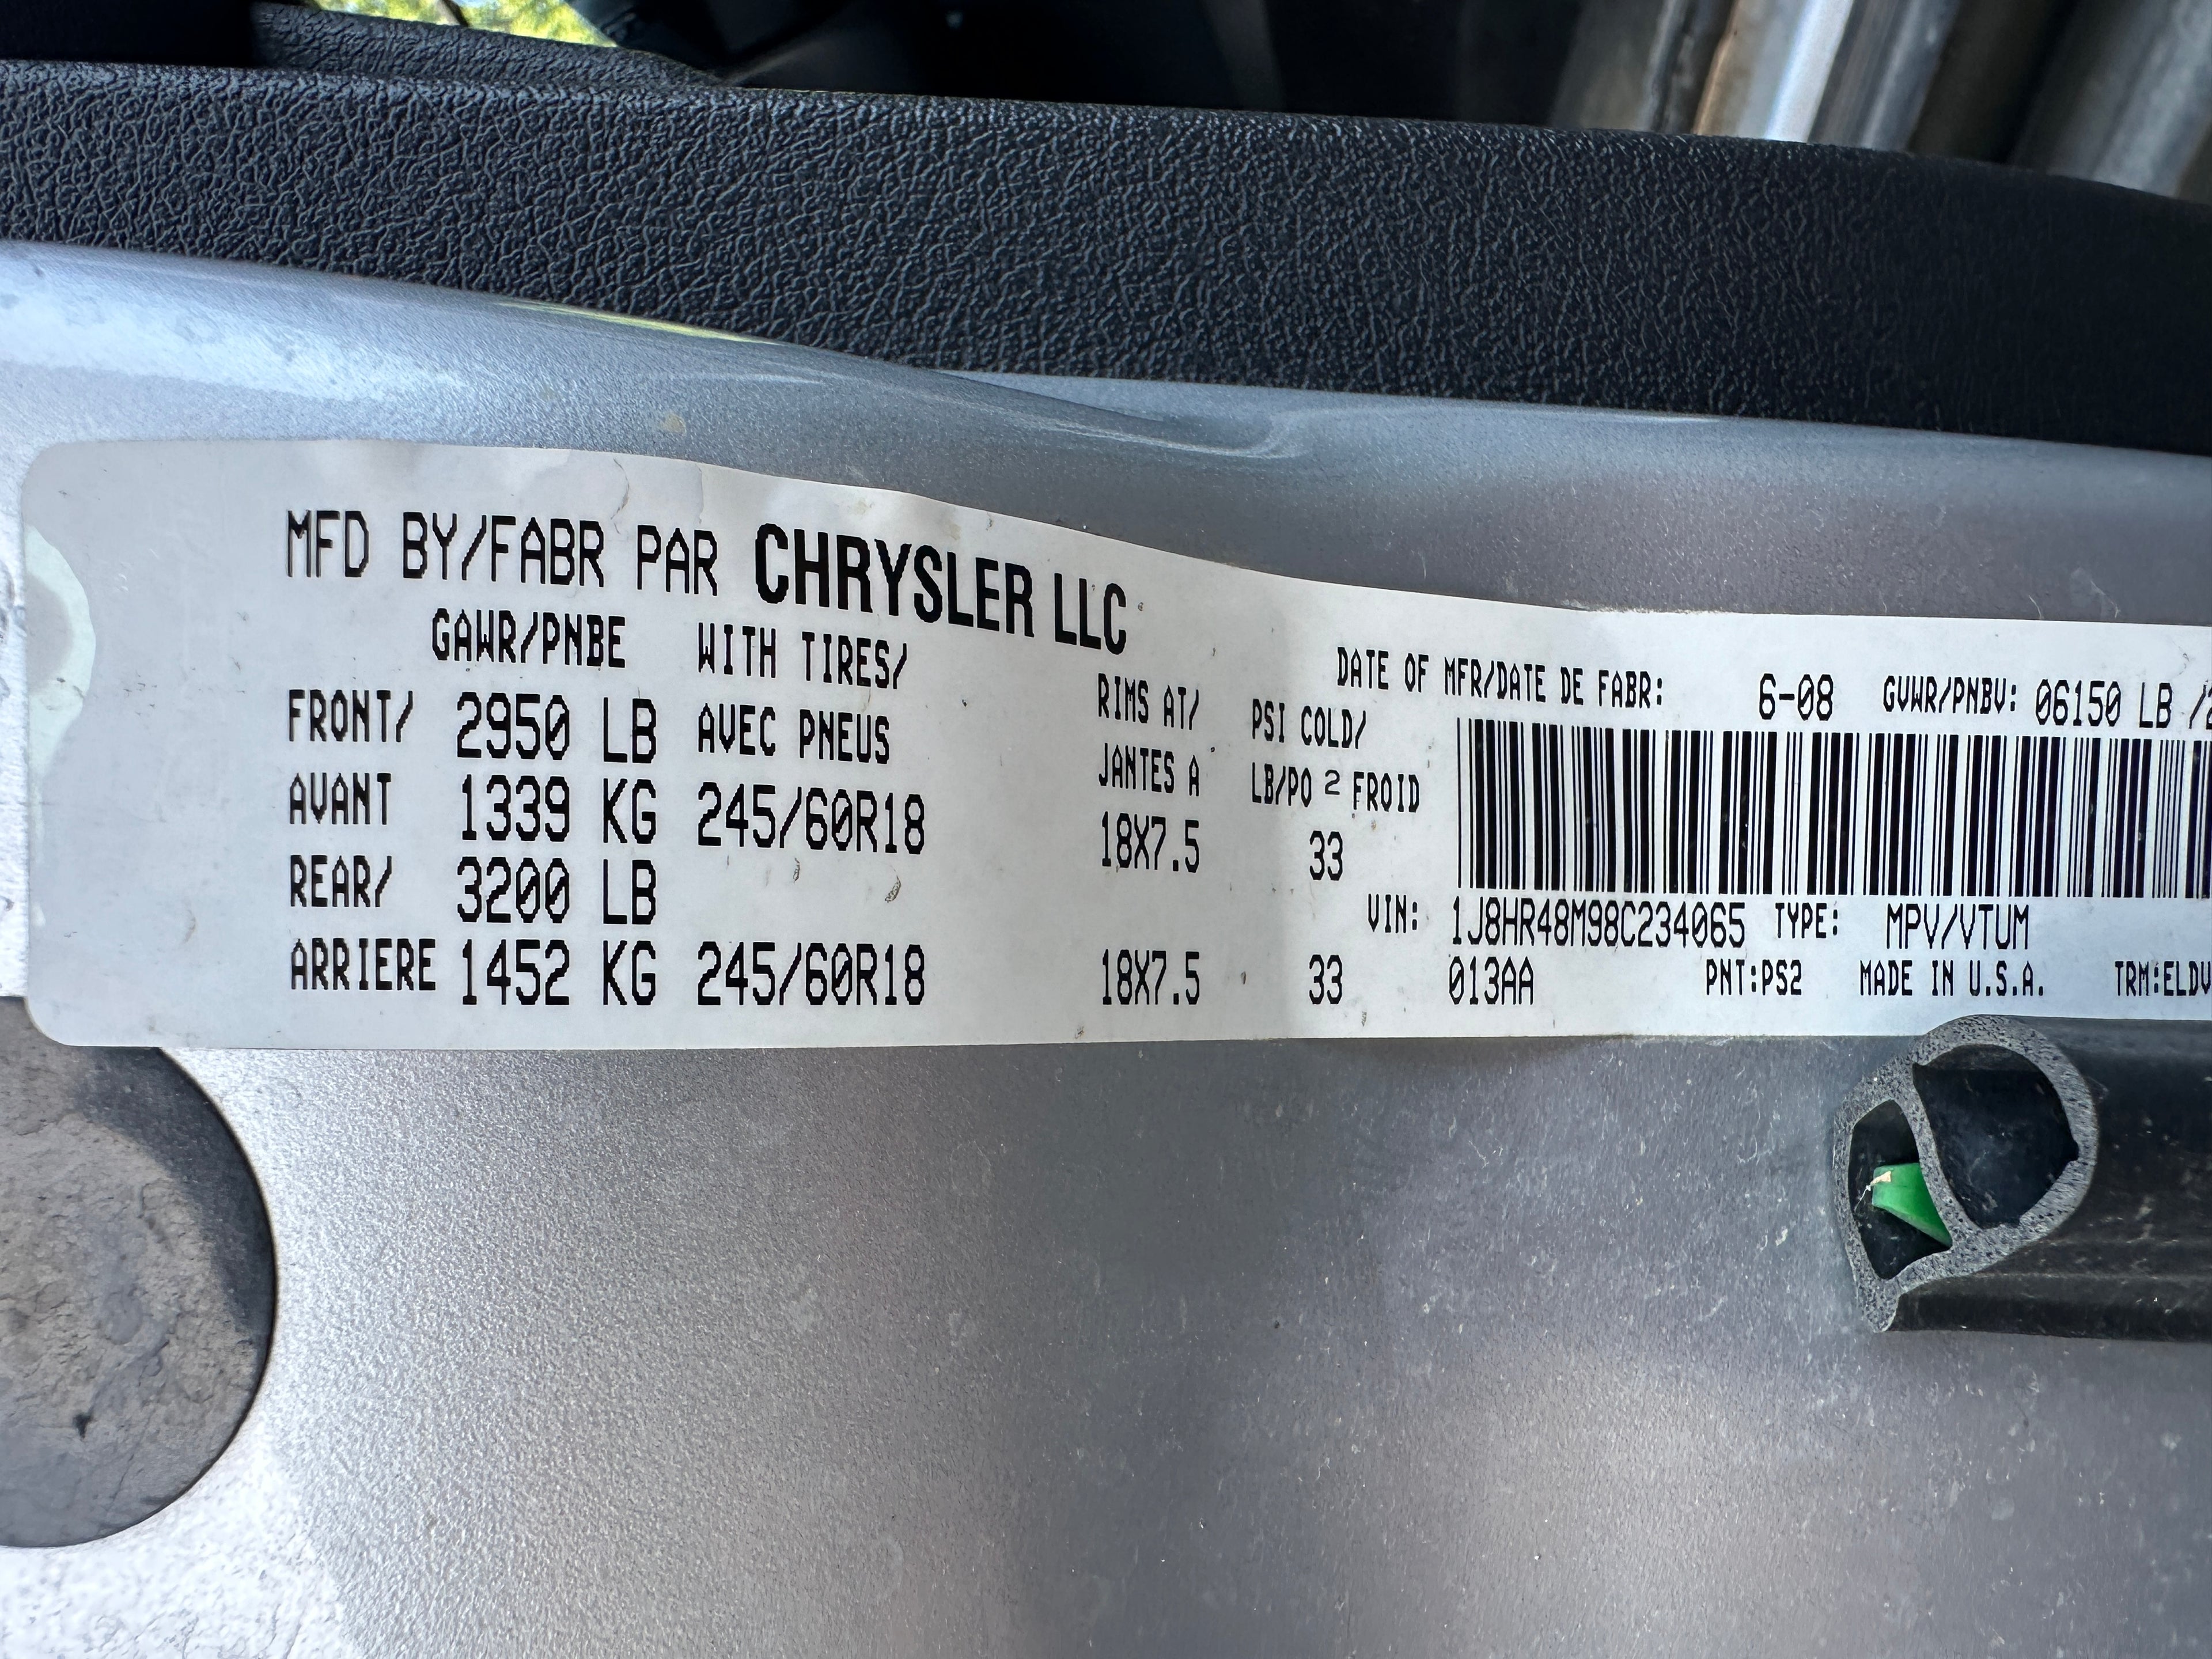 MFD BY/FABR PAR CHRYSLER LLC
GAWR/PNBE WITH TIRES/
FRONT/ 2950 LB AVEC PNEUS
AVANT 1339 KG 245/60R18
REAR/ 3200 LB
ARRIERE 1452 KG 245/60R18
RIMS AT/
JANTES A
18X7.5
18X7.5
PSI COLD/
LB/PO 2 FROID
33
33
DATE OF MFR/DATE DE FABR: 6-08 GVWR/PNBV: 06150 LB /
VIN: 1J8HR48M98C234065 TYPE: MPV/VTUM
013AA PNT:PS2 MADE IN U.S.A. TRM:ELDV